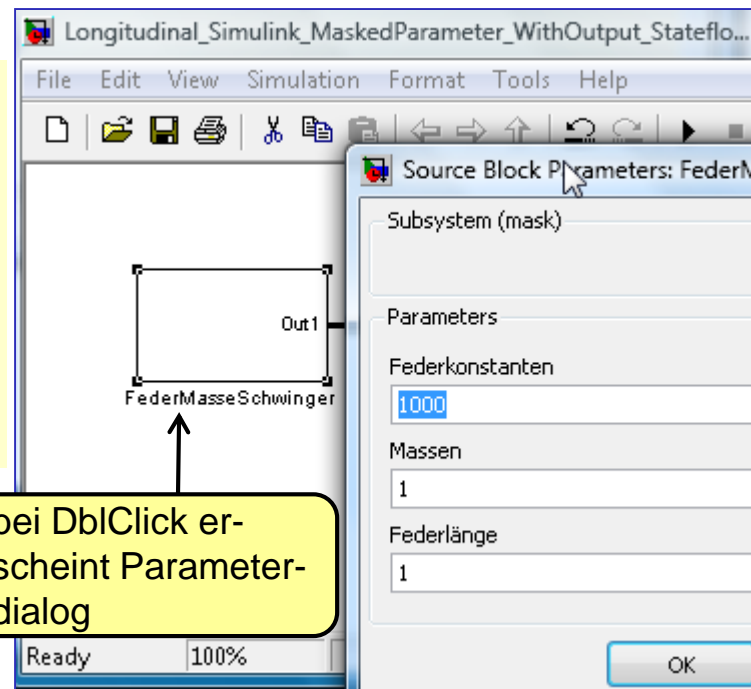 Longitudinal_Simulink_MaskedParameter_WithOutput_Stateflo...
File Edit View Simulation Format Tools Help
Source Block Parameters: Feder
Subsystem (mask)
Out1
FederMasseSchwinger
Parameters
Federkonstanten
1000
Massen
1
Federlänge
1
bei DblClick er-
scheint Parameter-
dialog
Ready 100%
OK